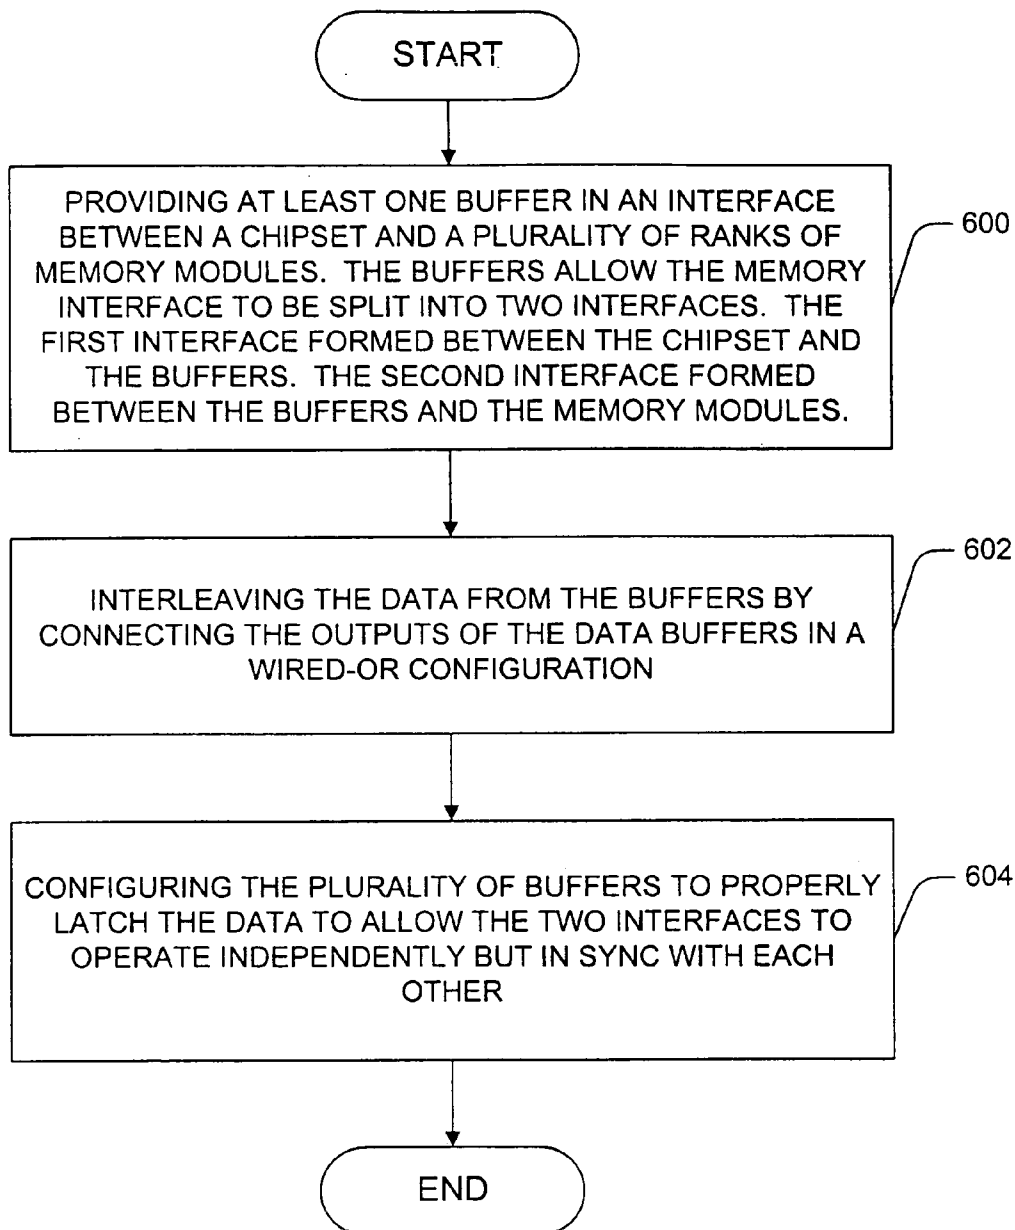 START
PROVIDING AT LEAST ONE BUFFER IN AN INTERFACE
BETWEEN A CHIPSET AND A PLURALITY OF RANKS OF
MEMORY MODULES. THE BUFFERS ALLOW THE MEMORY
INTERFACE TO BE SPLIT INTO TWO INTERFACES. THE
FIRST INTERFACE FORMED BETWEEN THE CHIPSET AND
THE BUFFERS. THE SECOND INTERFACE FORMED
BETWEEN THE BUFFERS AND THE MEMORY MODULES.
600
INTERLEAVING THE DATA FROM THE BUFFERS BY
CONNECTING THE OUTPUTS OF THE DATA BUFFERS IN A
WIRED-OR CONFIGURATION
602
CONFIGURING THE PLURALITY OF BUFFERS TO PROPERLY
LATCH THE DATA TO ALLOW THE TWO INTERFACES TO
OPERATE INDEPENDENTLY BUT IN SYNC WITH EACH
OTHER
604
END